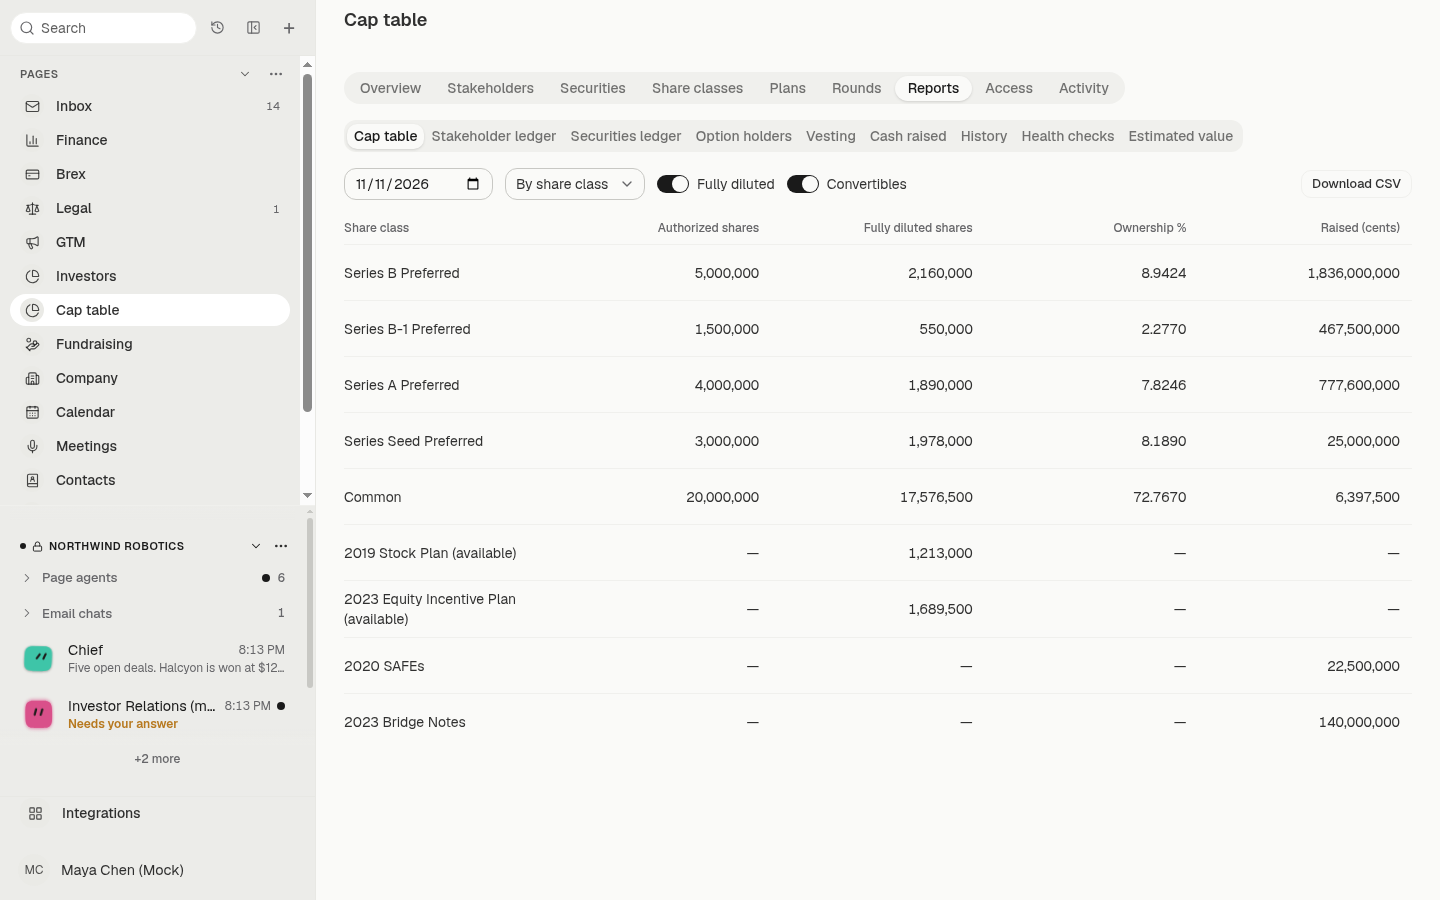 Search
PAGES
Inbox 14
Finance
Brex
Legal 1
GTM
Investors
Cap table
Fundraising
Company
Calendar
Meetings
Contacts
NORTHWIND ROBOTICS
Page agents 6
Email chats 1
Chief 8:13 PM
Five open deals. Halcyon is won at $12…
Investor Relations (m… 8:13 PM
Needs your answer
+2 more
Integrations
MC Maya Chen (Mock)
Cap table
Overview Stakeholders Securities Share classes Plans Rounds Reports Access Activity
Cap table Stakeholder ledger Securities ledger Option holders Vesting Cash raised History Health checks Estimated value
11/11/2026 By share class Fully diluted Convertibles Download CSV
Share class Authorized shares Fully diluted shares Ownership % Raised (cents)
Series B Preferred 5,000,000 2,160,000 8.9424 1,836,000,000
Series B-1 Preferred 1,500,000 550,000 2.2770 467,500,000
Series A Preferred 4,000,000 1,890,000 7.8246 777,600,000
Series Seed Preferred 3,000,000 1,978,000 8.1890 25,000,000
Common 20,000,000 17,576,500 72.7670 6,397,500
2019 Stock Plan (available) — 1,213,000 — —
2023 Equity Incentive Plan
(available) — 1,689,500 — —
2020 SAFEs — — — 22,500,000
2023 Bridge Notes — — — 140,000,000